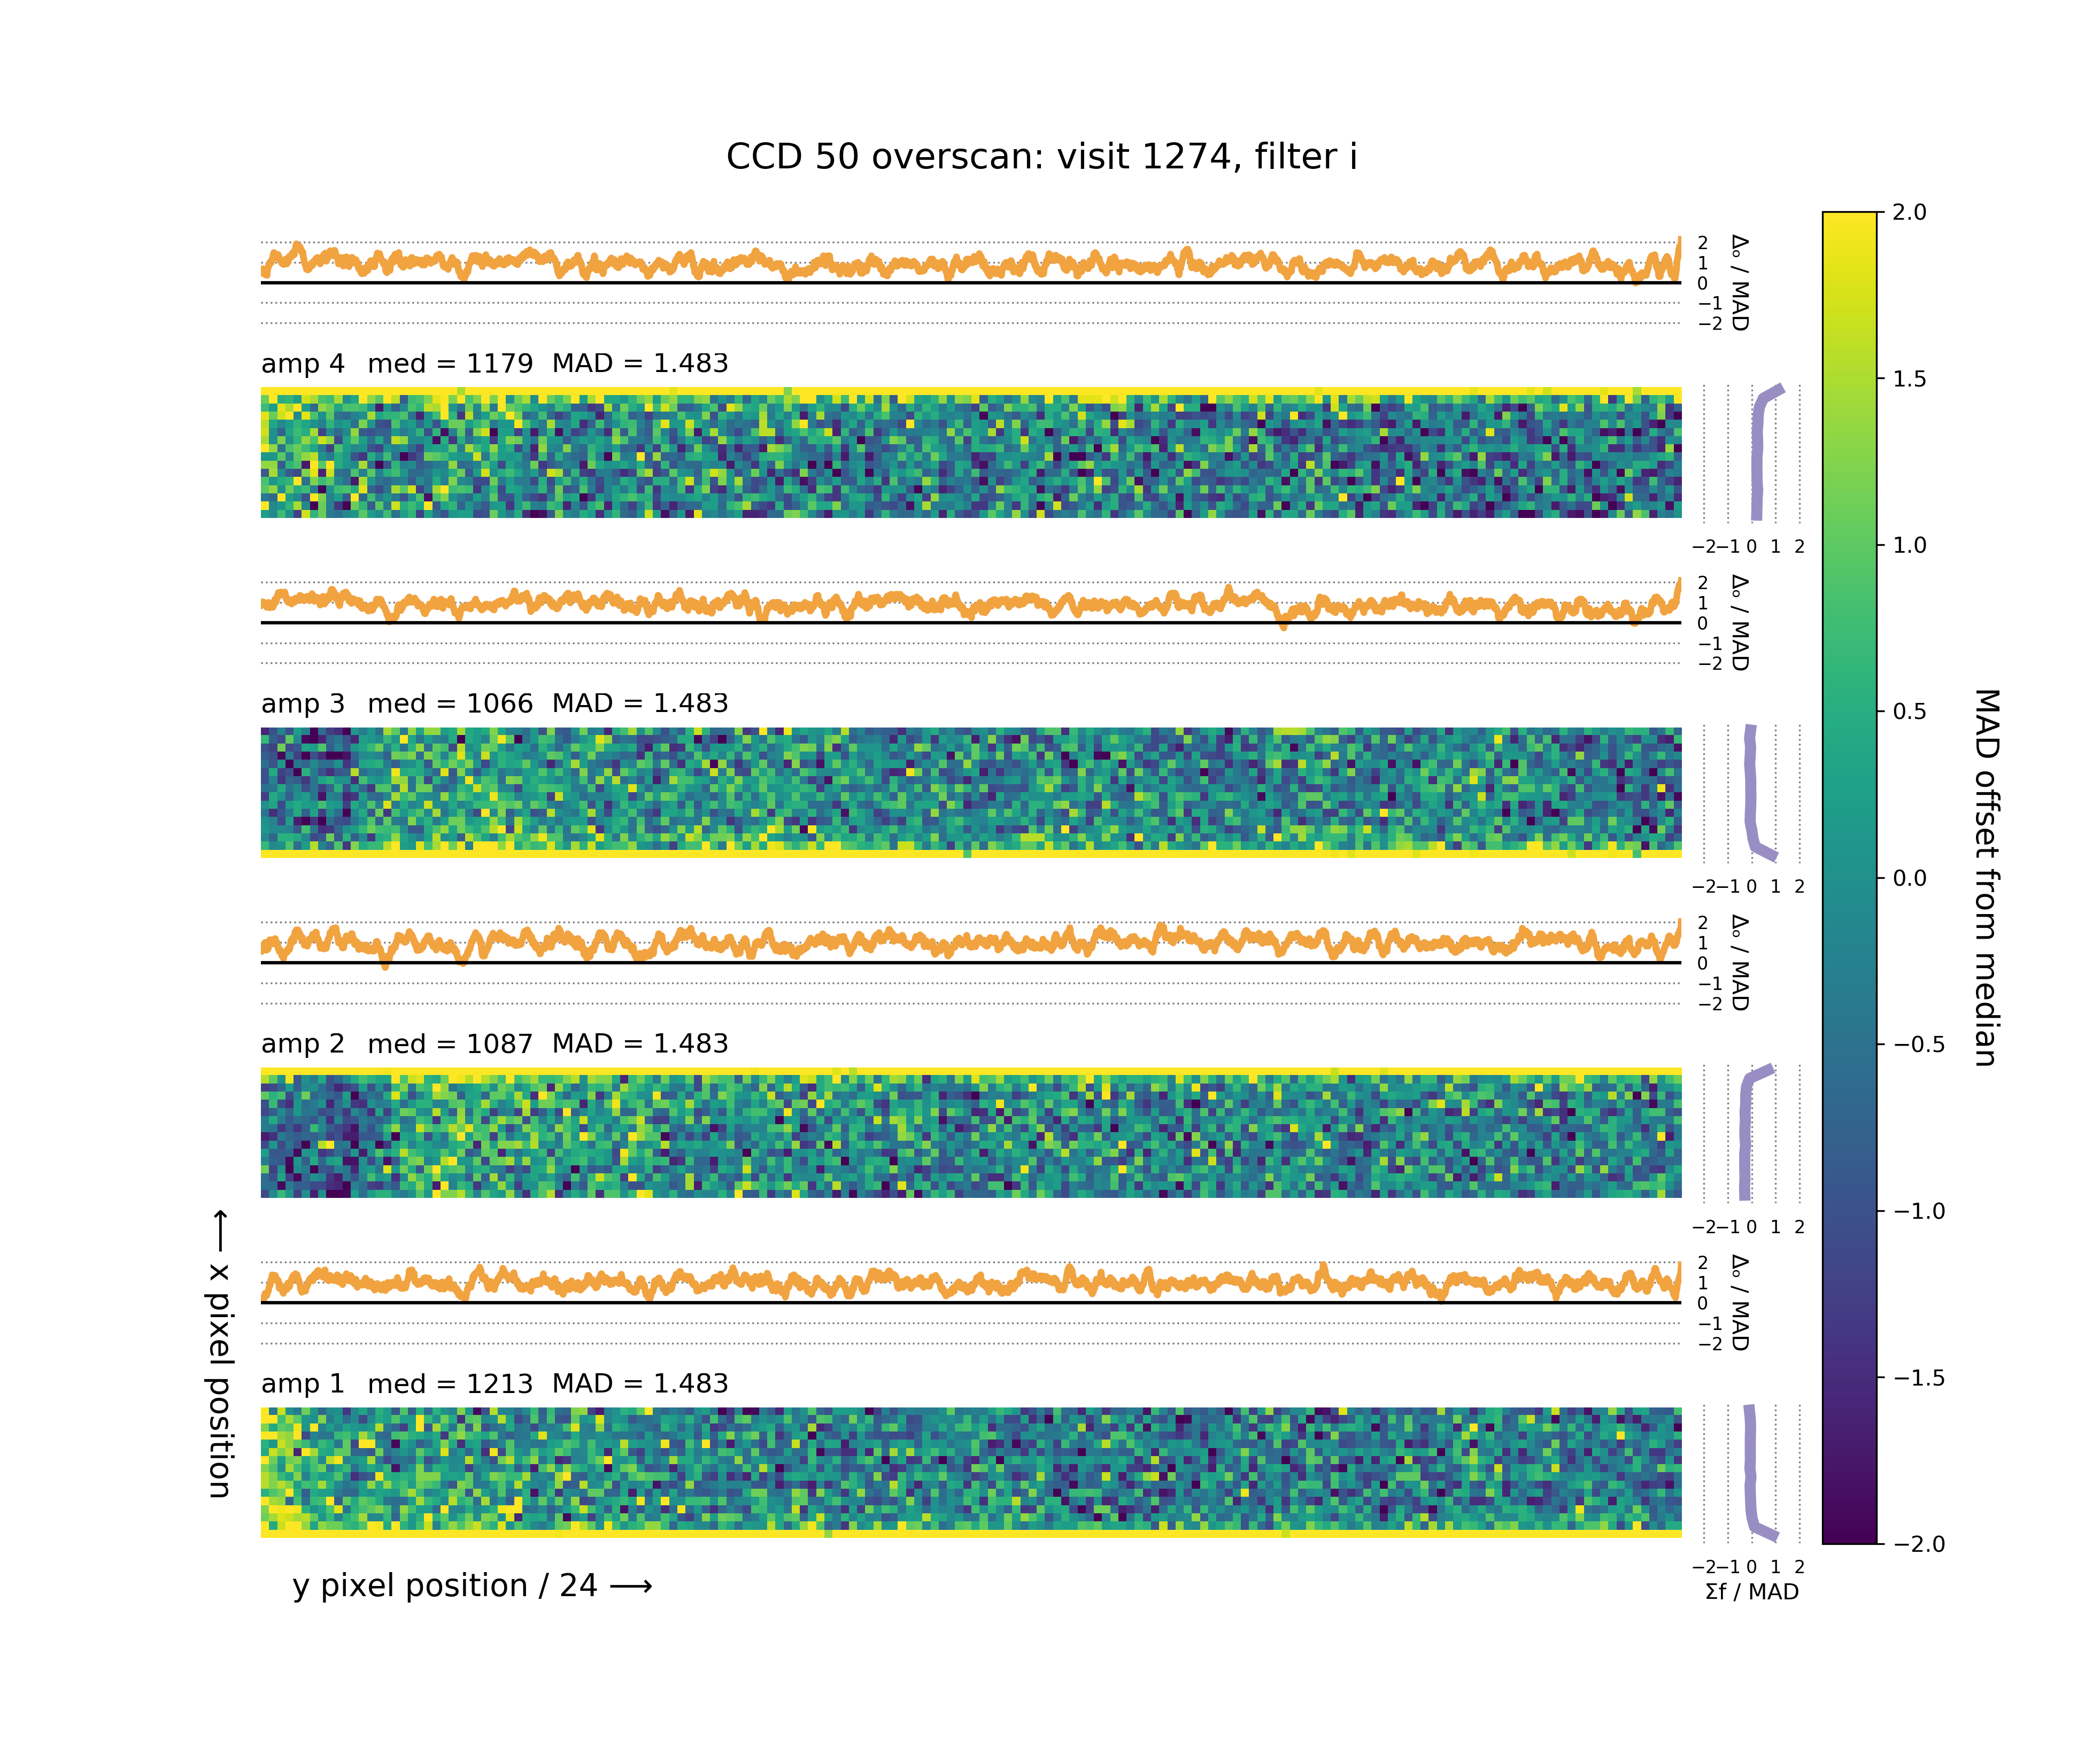 CCD 50 overscan: visit 1274, filter i
2
1
0
−1
−2
Δₒ / MAD
amp 4 med = 1179 MAD = 1.483
−2 −1 0 1 2
2
1
0
−1
−2
Δₒ / MAD
amp 3 med = 1066 MAD = 1.483
−2 −1 0 1 2
2
1
0
−1
−2
Δₒ / MAD
amp 2 med = 1087 MAD = 1.483
−2 −1 0 1 2
2
1
0
−1
−2
Δₒ / MAD
amp 1 med = 1213 MAD = 1.483
−2 −1 0 1 2
Σf / MAD
⟵ x pixel position
y pixel position / 24 ⟶
2.0
1.5
1.0
0.5
0.0
−0.5
−1.0
−1.5
−2.0
MAD offset from median